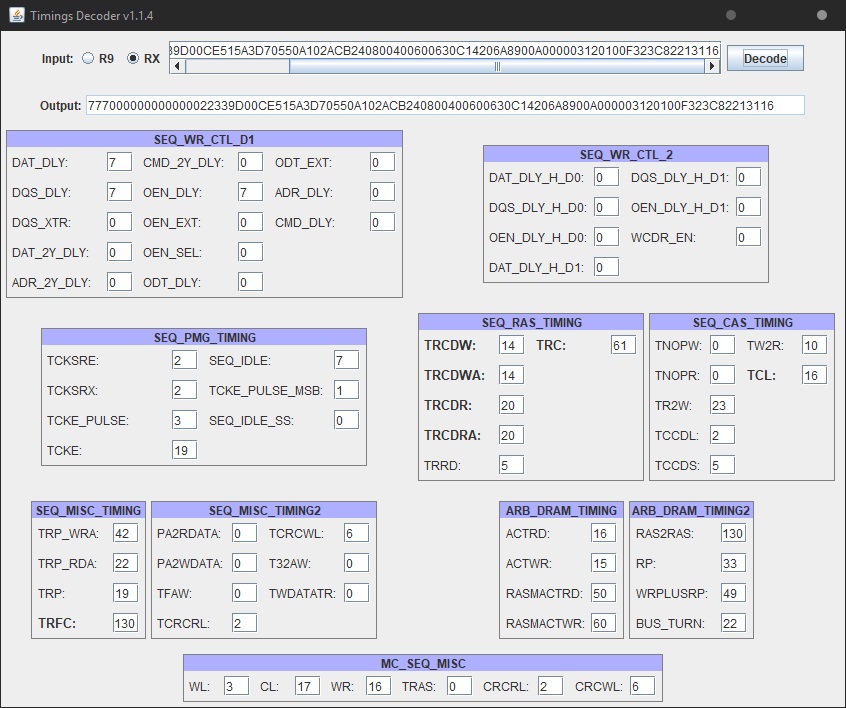 Timings Decoder v1.1.4
Input: R9 RX 39D00CE515A3D70550A102ACB240800400600630C14206A8900A000003120100F323C82213116 Decode
Output: 777000000000000022339D00CE515A3D70550A102ACB240800400600630C14206A8900A000003120100F323C82213116
SEQ_WR_CTL_D1
DAT_DLY: 7 CMD_2Y_DLY: 0 ODT_EXT: 0
DQS_DLY: 7 OEN_DLY: 7 ADR_DLY: 0
DQS_XTR: 0 OEN_EXT: 0 CMD_DLY: 0
DAT_2Y_DLY: 0 OEN_SEL: 0
ADR_2Y_DLY: 0 ODT_DLY: 0
SEQ_WR_CTL_2
DAT_DLY_H_D0: 0 DQS_DLY_H_D1: 0
DQS_DLY_H_D0: 0 OEN_DLY_H_D1: 0
OEN_DLY_H_D0: 0 WCDR_EN: 0
DAT_DLY_H_D1: 0
SEQ_PMG_TIMING
TCKSRE: 2 SEQ_IDLE: 7
TCKSRX: 2 TCKE_PULSE_MSB: 1
TCKE_PULSE: 3 SEQ_IDLE_SS: 0
TCKE: 19
SEQ_RAS_TIMING
TRCDW: 14 TRC: 61
TRCDWA: 14
TRCDR: 20
TRCDRA: 20
TRRD: 5
SEQ_CAS_TIMING
TNOPW: 0 TW2R: 10
TNOPR: 0 TCL: 16
TR2W: 23
TCCDL: 2
TCCDS: 5
SEQ_MISC_TIMING
TRP_WRA: 42
TRP_RDA: 22
TRP: 19
TRFC: 130
SEQ_MISC_TIMING2
PA2RDATA: 0 TCRCWL: 6
PA2WDATA: 0 T32AW: 0
TFAW: 0 TWDATATR: 0
TCRCRL: 2
ARB_DRAM_TIMING
ACTRD: 16
ACTWR: 15
RASMACTRD: 50
RASMACTWR: 60
ARB_DRAM_TIMING2
RAS2RAS: 130
RP: 33
WRPLUSRP: 49
BUS_TURN: 22
MC_SEQ_MISC
WL: 3 CL: 17 WR: 16 TRAS: 0 CRCRL: 2 CRCWL: 6